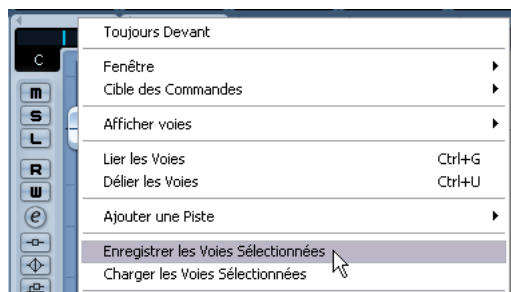 Toujours Devant
C
Fenêtre
Cible des Commandes
m
S
Afficher voies
L
Lier les Voies Ctrl+G
R
Délier les Voies Ctrl+U
W
Ajouter une Piste
e
Enregistrer les Voies Sélectionnées
Charger les Voies Sélectionnées